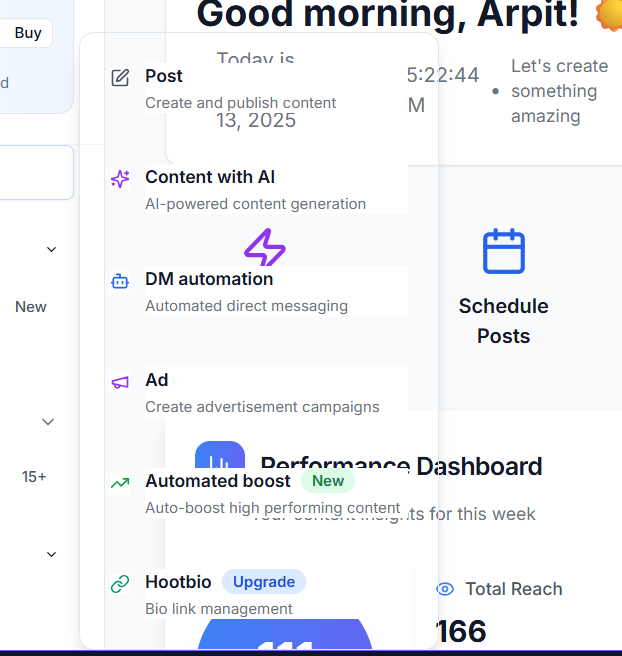 Good morning, Arpit!
Buy
d
Today is
5:22:44
M
13, 2025
Let's create
something
amazing
Post
Create and publish content
Content with AI
AI-powered content generation
DM automation
Automated direct messaging
New
Schedule
Posts
Ad
Create advertisement campaigns
Performance Dashboard
15+
Automated boost New
Auto-boost high performing content
Your content insights for this week
Hootbio Upgrade
Bio link management
Total Reach
166
111